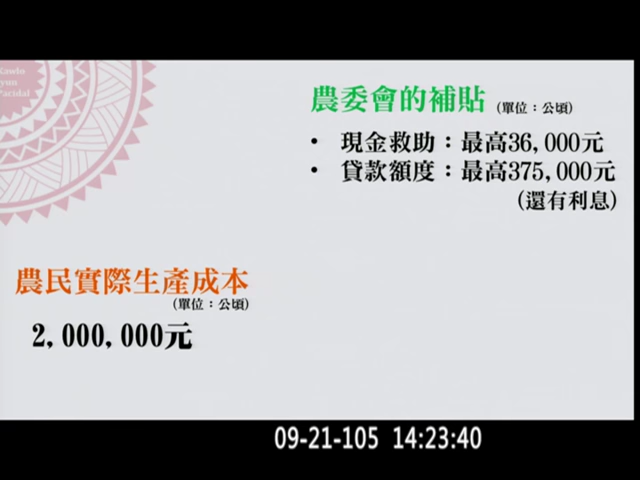 Kawlo
Iyun
Pacidal
農委會的補貼 (單位：公頃)
• 現金救助：最高36,000元
• 貸款額度：最高375,000元
(還有利息)
農民實際生產成本
(單位：公頃)
2,000,000元
09-21-105 14:23:40